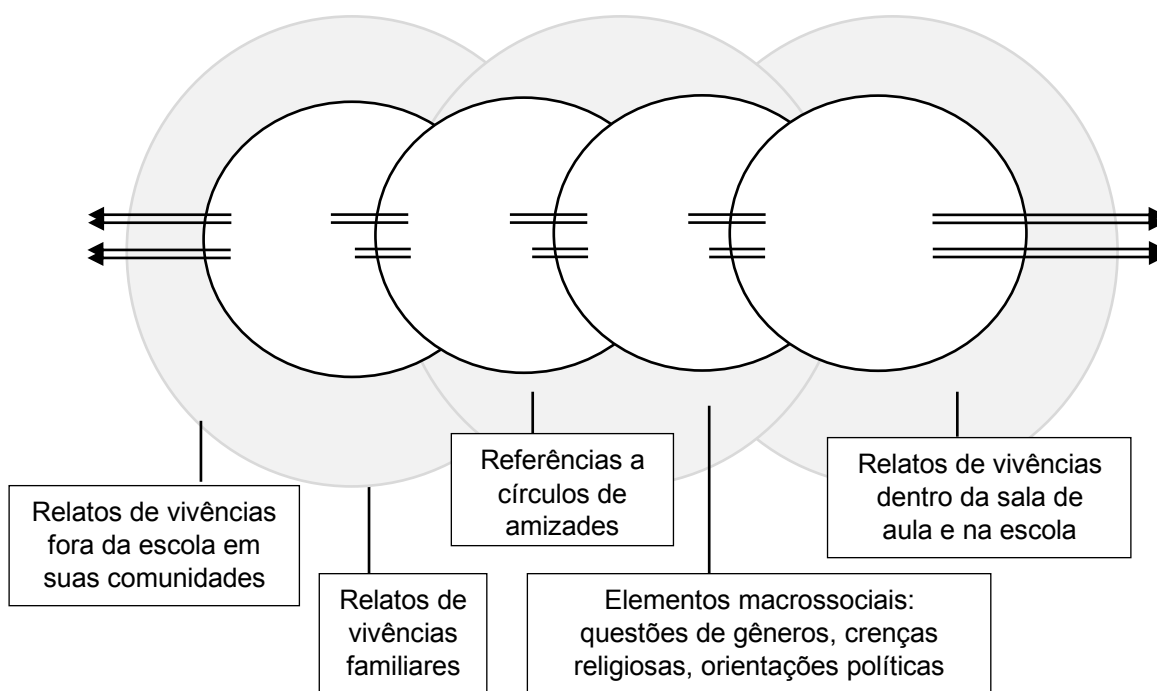 Relatos de vivências
fora da escola em
suas comunidades
Relatos de
vivências
familiares
Referências a
círculos de
amizades
Elementos macrossociais:
questões de gêneros, crenças
religiosas, orientações políticas
Relatos de vivências
dentro da sala de
aula e na escola